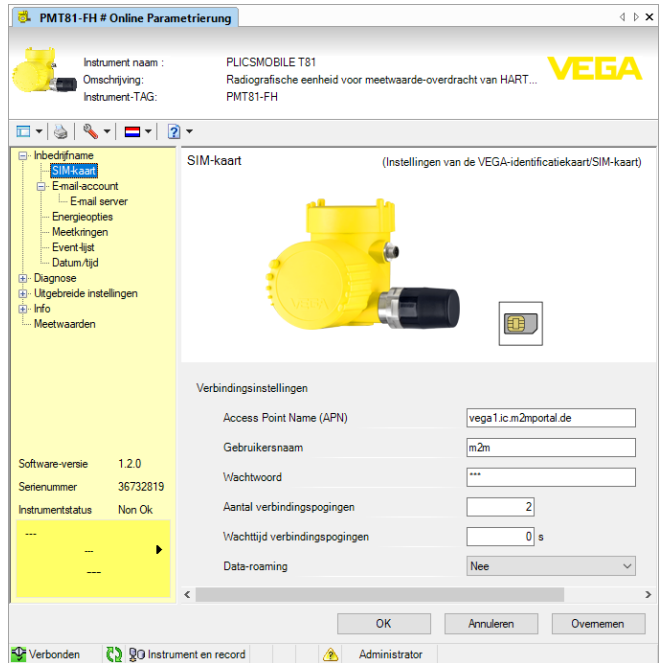 PMT81-FH # Online Parametrierung
Instrument naam : PLICSMOBILE T81
Omschrijving: Radiografische eenheid voor meetwaarde-overdracht van HART...
Instrument-TAG: PMT81-FH
VEGA
Inbedrijfname
SIM-kaart
E-mail-account
E-mail server
Energieopties
Meetkringen
Event-lijst
Datum/tijd
Diagnose
Uitgebreide instellingen
Info
Meetwaarden
Software-versie 1.2.0
Serienummer 36732819
Instrumentstatus Non Ok
---
---
---
SIM-kaart (Instellingen van de VEGA-identificatiekaart/SIM-kaart)
VEGA
Verbindingsinstellingen
Access Point Name (APN) vega1.ic.m2mportal.de
Gebruikersnaam m2m
Wachtwoord ***
Aantal verbindingspogingen 2
Wachttijd verbindingspogingen 0 s
Data-roaming Nee
OK Annuleren Overnemen
Verbonden Instrument en record Administrator